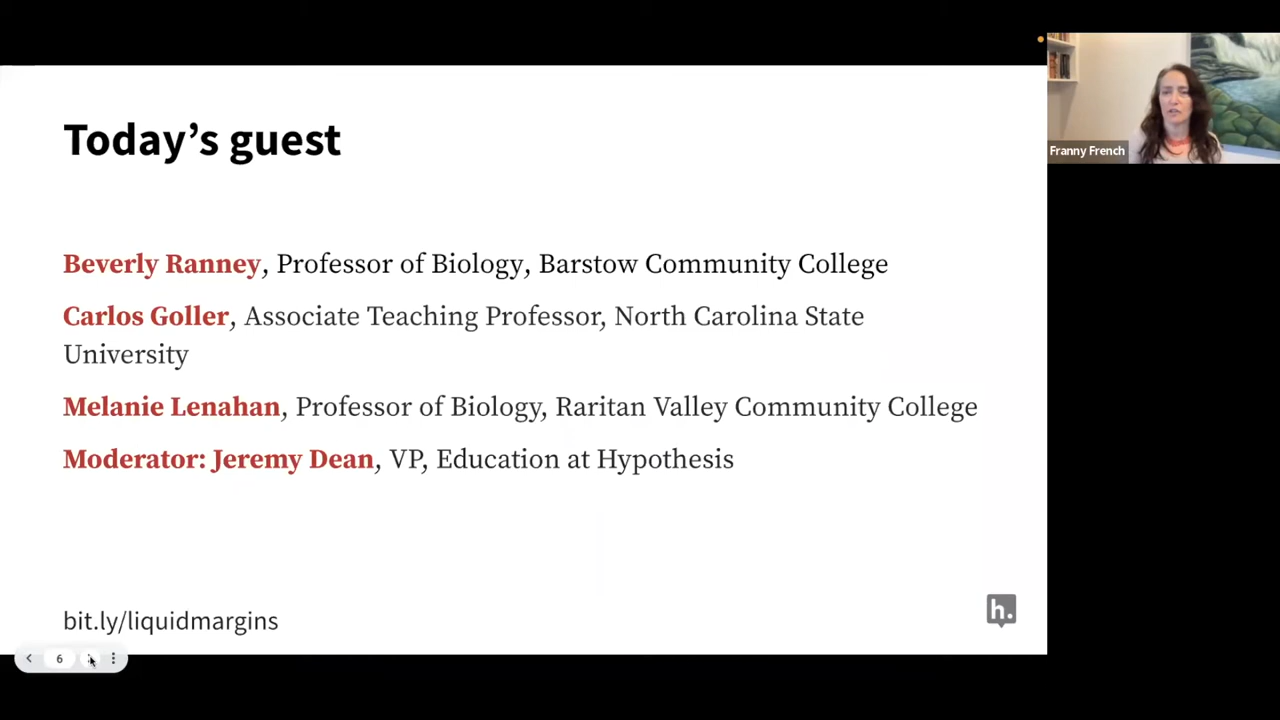 Today’s guest
Franny French
Beverly Ranney, Professor of Biology, Barstow Community College
Carlos Goller, Associate Teaching Professor, North Carolina State
University
Melanie Lenahan, Professor of Biology, Raritan Valley Community College
Moderator: Jeremy Dean, VP, Education at Hypothesis
bit.ly/liquidmargins
h.
6